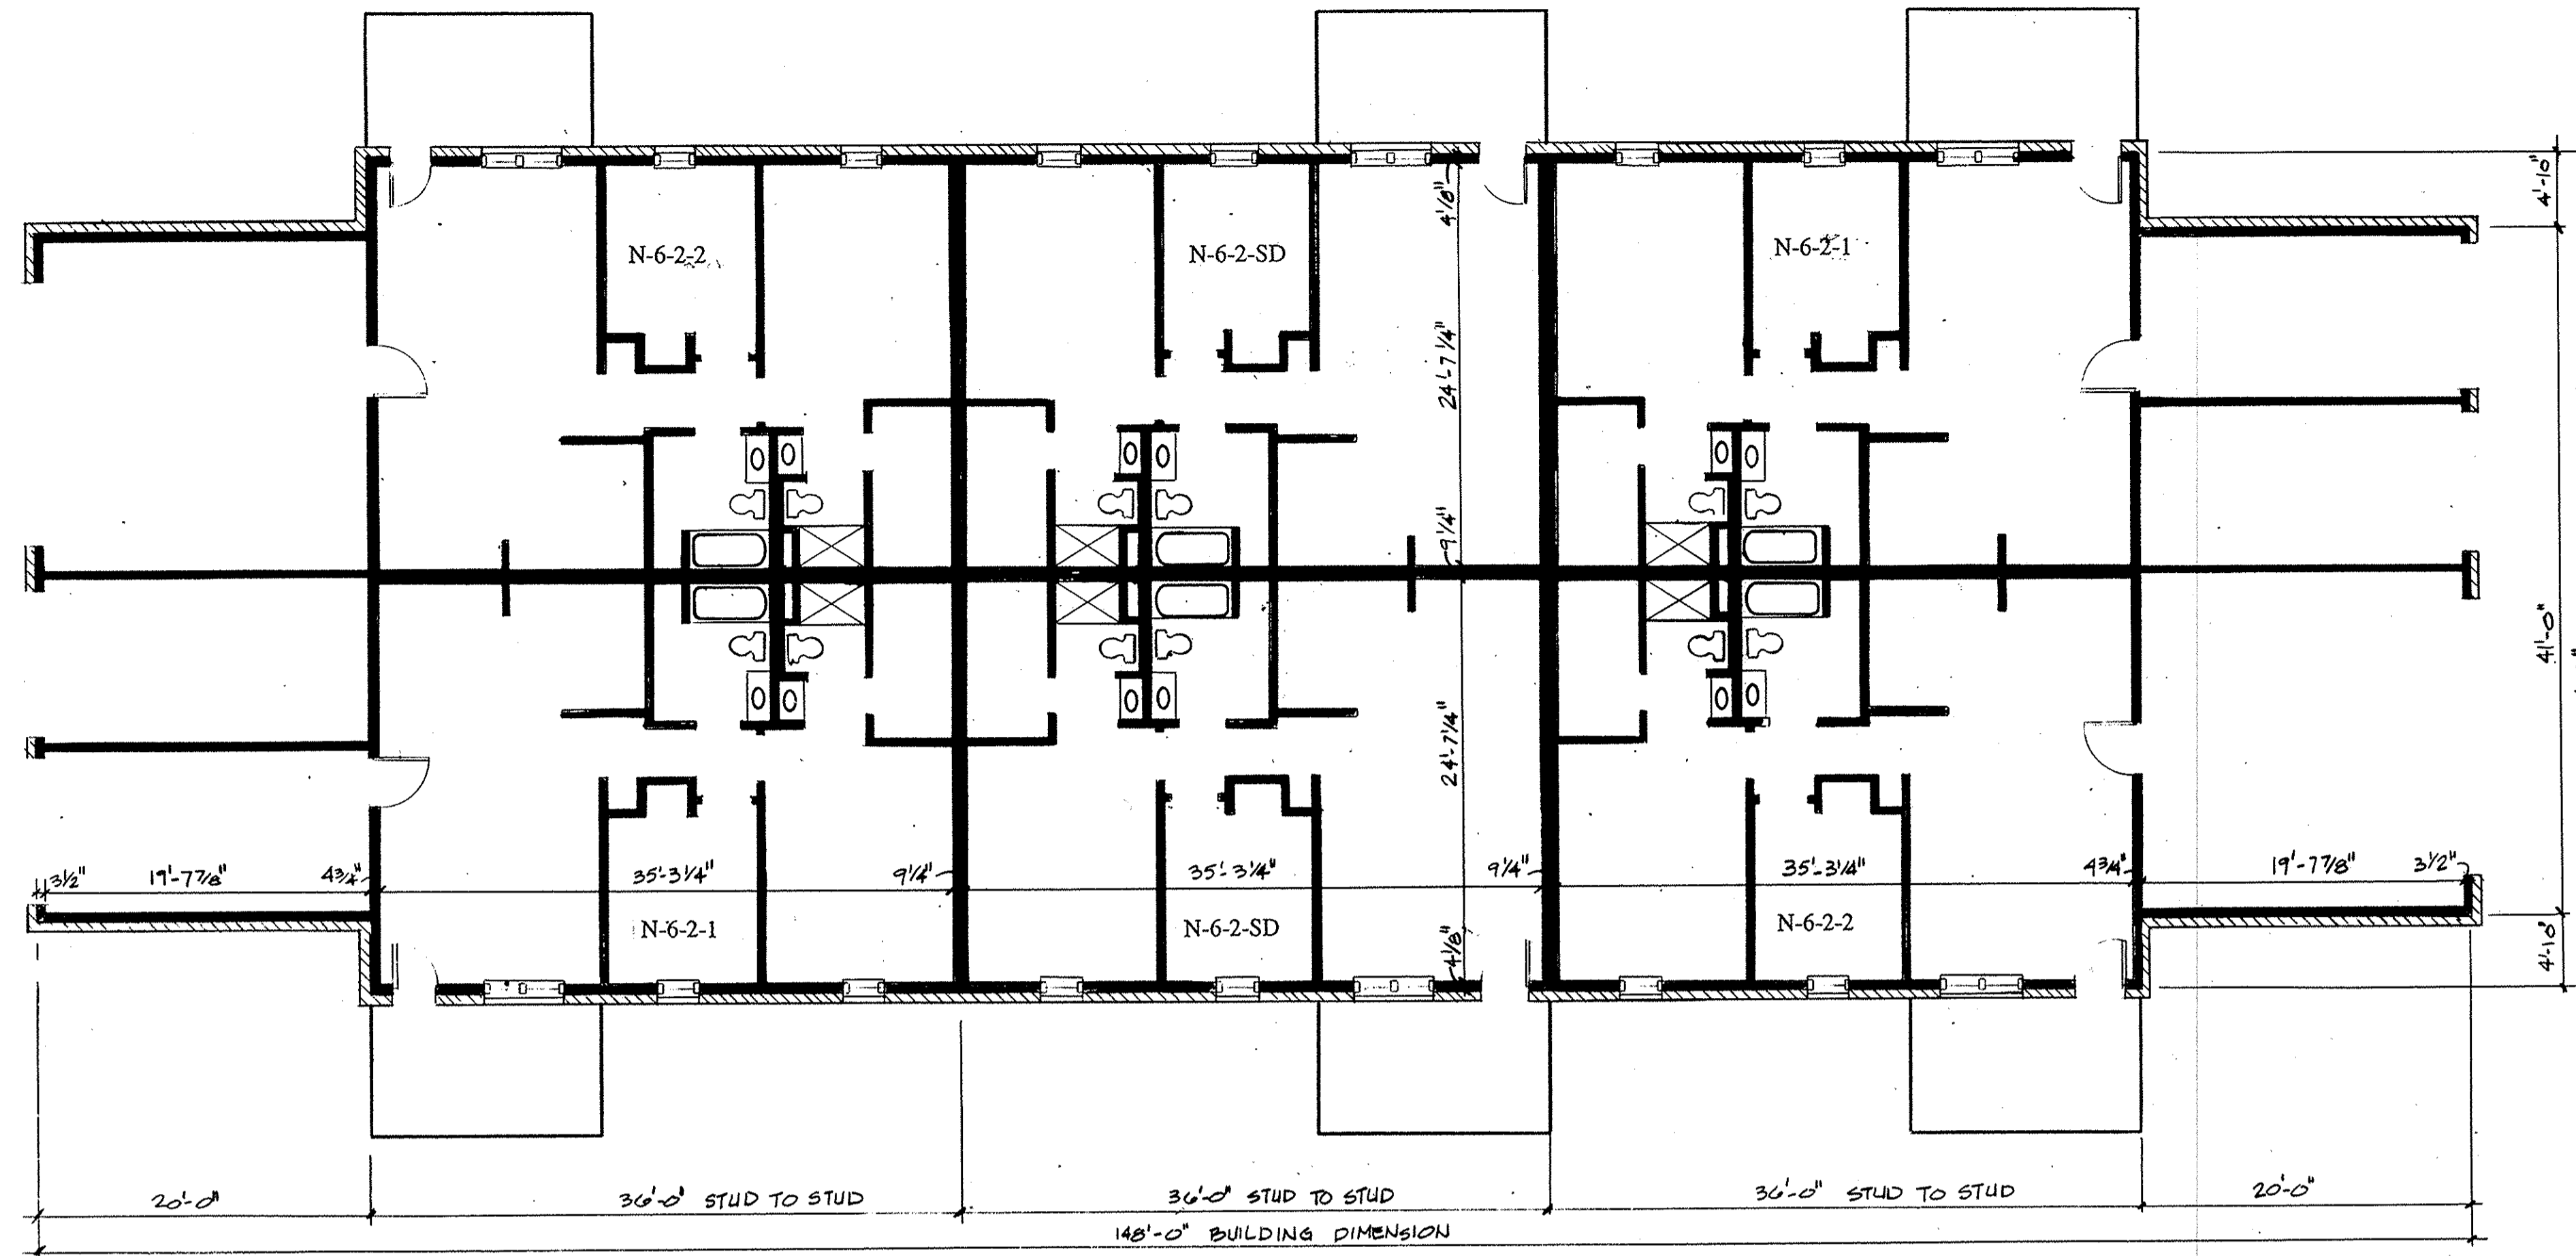 4'-10"
N-6-2-2
N-6-2-SD
N-6-2-1
4 1/8"
24'-7 1/4"
9 1/4"
41'-0"
24'-7 1/4"
3 1/2"
19'-7 7/8"
4 3/4"
35'-3 1/4"
9 1/4"
35'-3 1/4"
9 1/4"
35'-3 1/4"
4 3/4"
19'-7 7/8"
3 1/2"
N-6-2-1
N-6-2-SD
N-6-2-2
4 1/8"
4'-10"
20'-0"
36'-0" STUD TO STUD
36'-0" STUD TO STUD
36'-0" STUD TO STUD
20'-0"
148'-0" BUILDING DIMENSION